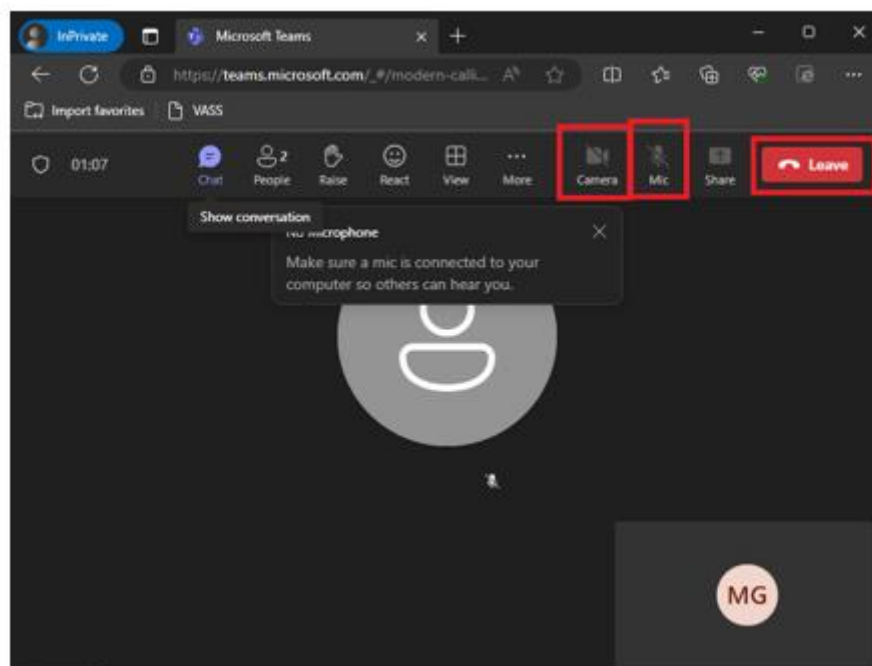 InPrivate
Microsoft Teams
https://teams.microsoft.com/_#/modern-calli...
Import favorites
VASS
01:07
Chat
2
People
Raise
React
View
More
Camera
Mic
Share
Leave
Show conversation
No Microphone
Make sure a mic is connected to your
computer so others can hear you.
MG